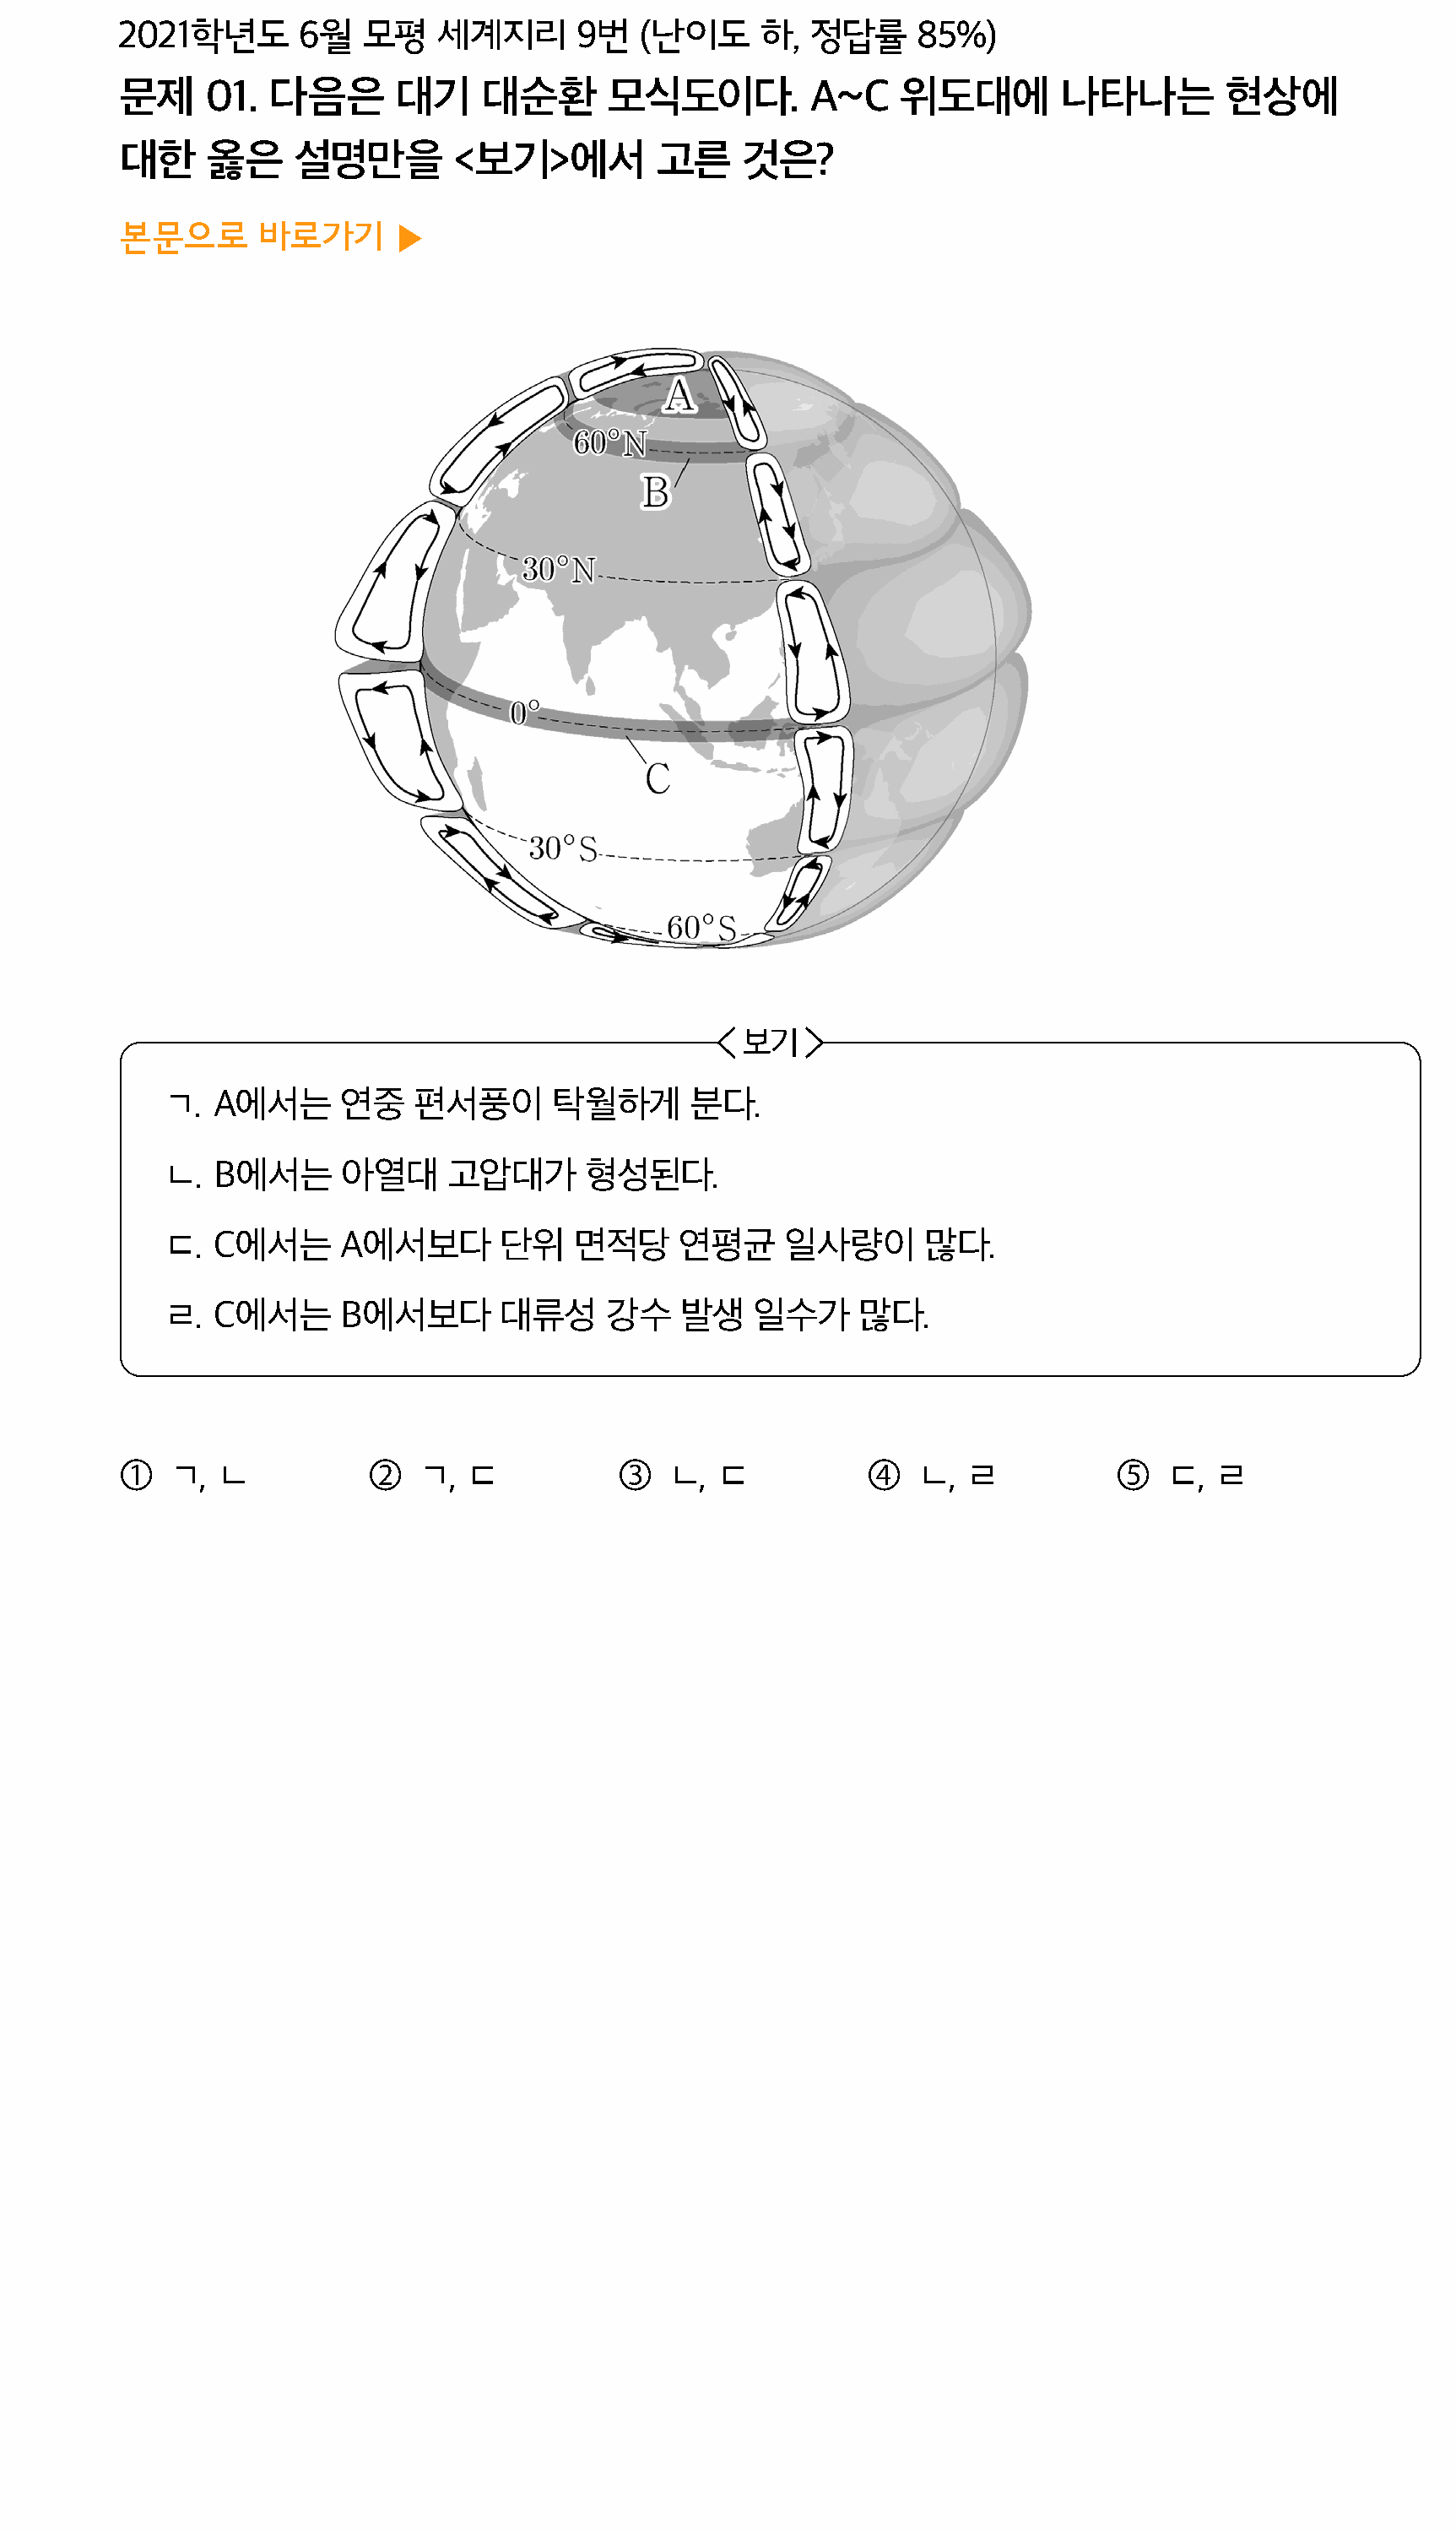 2021학년도 6월 모평 세계지리 9번 (난이도 하, 정답률 85%)
문제 01. 다음은 대기 대순환 모식도이다. A~C 위도대에 나타나는 현상에
대한 옳은 설명만을 <보기>에서 고른 것은?
본문으로 바로가기 ▶
A
60°N
B
30°N
0°
C
30°S
60°S
<보기>
ㄱ. A에서는 연중 편서풍이 탁월하게 분다.
ㄴ. B에서는 아열대 고압대가 형성된다.
ㄷ. C에서는 A에서보다 단위 면적당 연평균 일사량이 많다.
ㄹ. C에서는 B에서보다 대류성 강수 발생 일수가 많다.
① ㄱ, ㄴ ② ㄱ, ㄷ ③ ㄴ, ㄷ ④ ㄴ, ㄹ ⑤ ㄷ, ㄹ